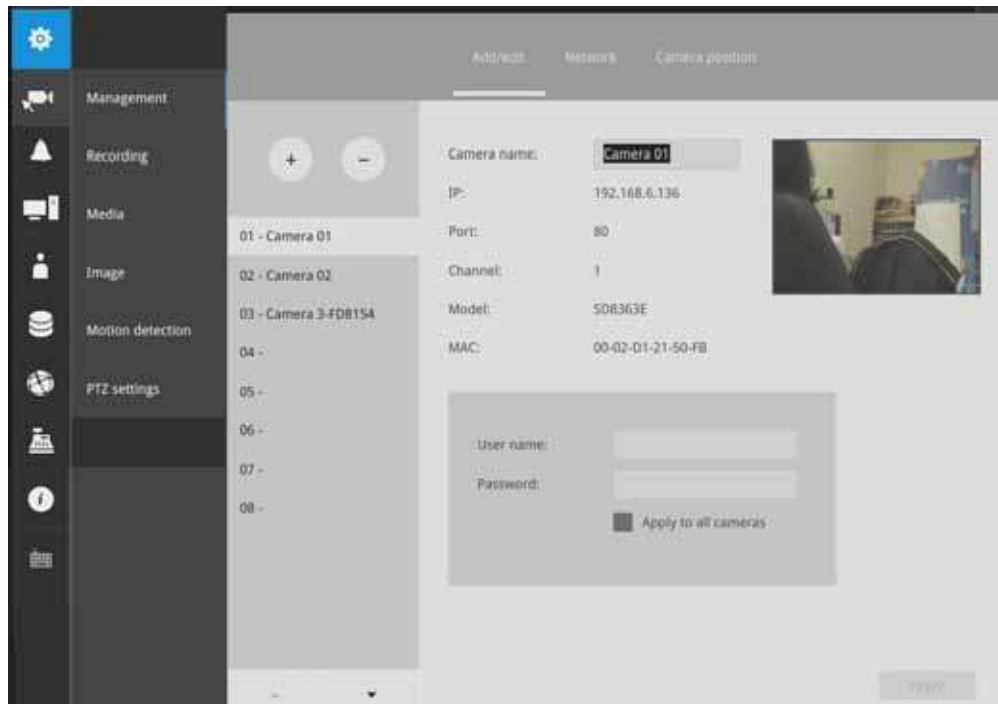 Add/edit Network Camera position
Management
Recording
Media
Image
Motion detection
PTZ settings
+ -
01 - Camera 01
02 - Camera 02
03 - Camera 3-FD8154
04 -
05 -
06 -
07 -
08 -
Camera name: Camera 01
IP: 192.168.6.136
Port: 80
Channel: 1
Model: SD8363E
MAC: 00-02-D1-21-50-FB
User name:
Password:
Apply to all cameras
Apply